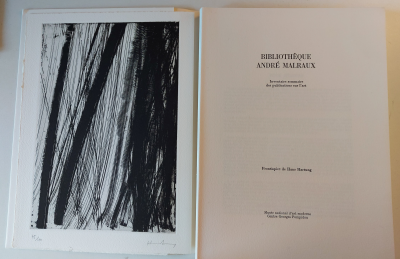 BIBLIOTHÈQUE
ANDRÉ MALRAUX
Inventaire sommaire
des publications sur l'art
Frontispice de Hans Hartung
Musée national d'art moderne
Centre Georges Pompidou